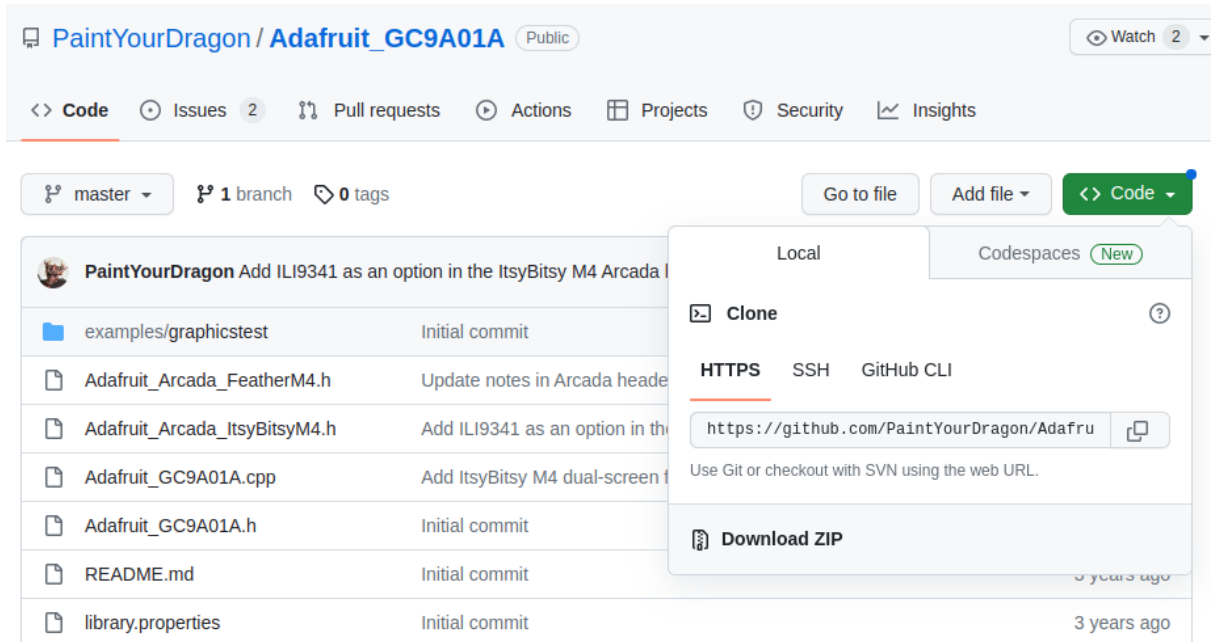 PaintYourDragon / Adafruit_GC9A01A Public
Watch 2
Code Issues 2 Pull requests Actions Projects Security Insights
master 1 branch 0 tags Go to file Add file Code
PaintYourDragon Add ILI9341 as an option in the ItsyBitsy M4 Arcada
Local Codespaces New
Clone
HTTPS SSH GitHub CLI
https://github.com/PaintYourDragon/Adafru
Use Git or checkout with SVN using the web URL.
Download ZIP
examples/graphicstest Initial commit
Adafruit_Arcada_FeatherM4.h Update notes in Arcada heade
Adafruit_Arcada_ItsyBitsyM4.h Add ILI9341 as an option in the
Adafruit_GC9A01A.cpp Add ItsyBitsy M4 dual-screen
Adafruit_GC9A01A.h Initial commit
README.md Initial commit 3 years ago
library.properties Initial commit 3 years ago